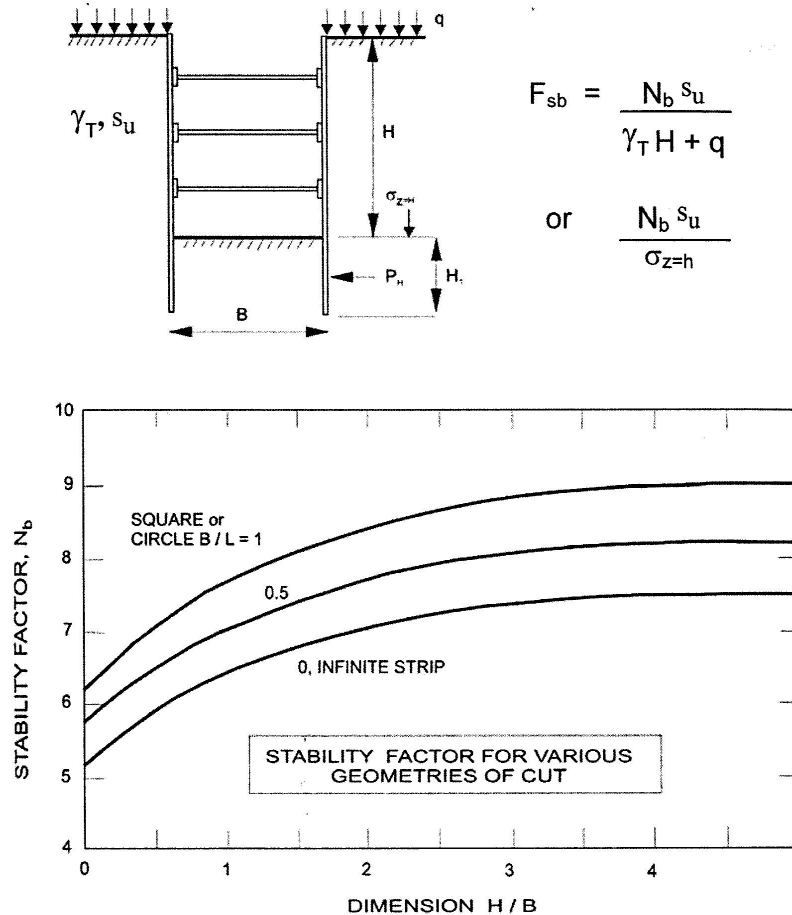 q
γT, su
H
σz=H
PH
H1
B
Fsb = Nb su
γT H + q
or Nb su
σz=h
10
9
8
7
6
5
4
STABILITY FACTOR, Nb
SQUARE or
CIRCLE B / L = 1
0.5
0, INFINITE STRIP
STABILITY FACTOR FOR VARIOUS
GEOMETRIES OF CUT
0 1 2 3 4
DIMENSION H / B